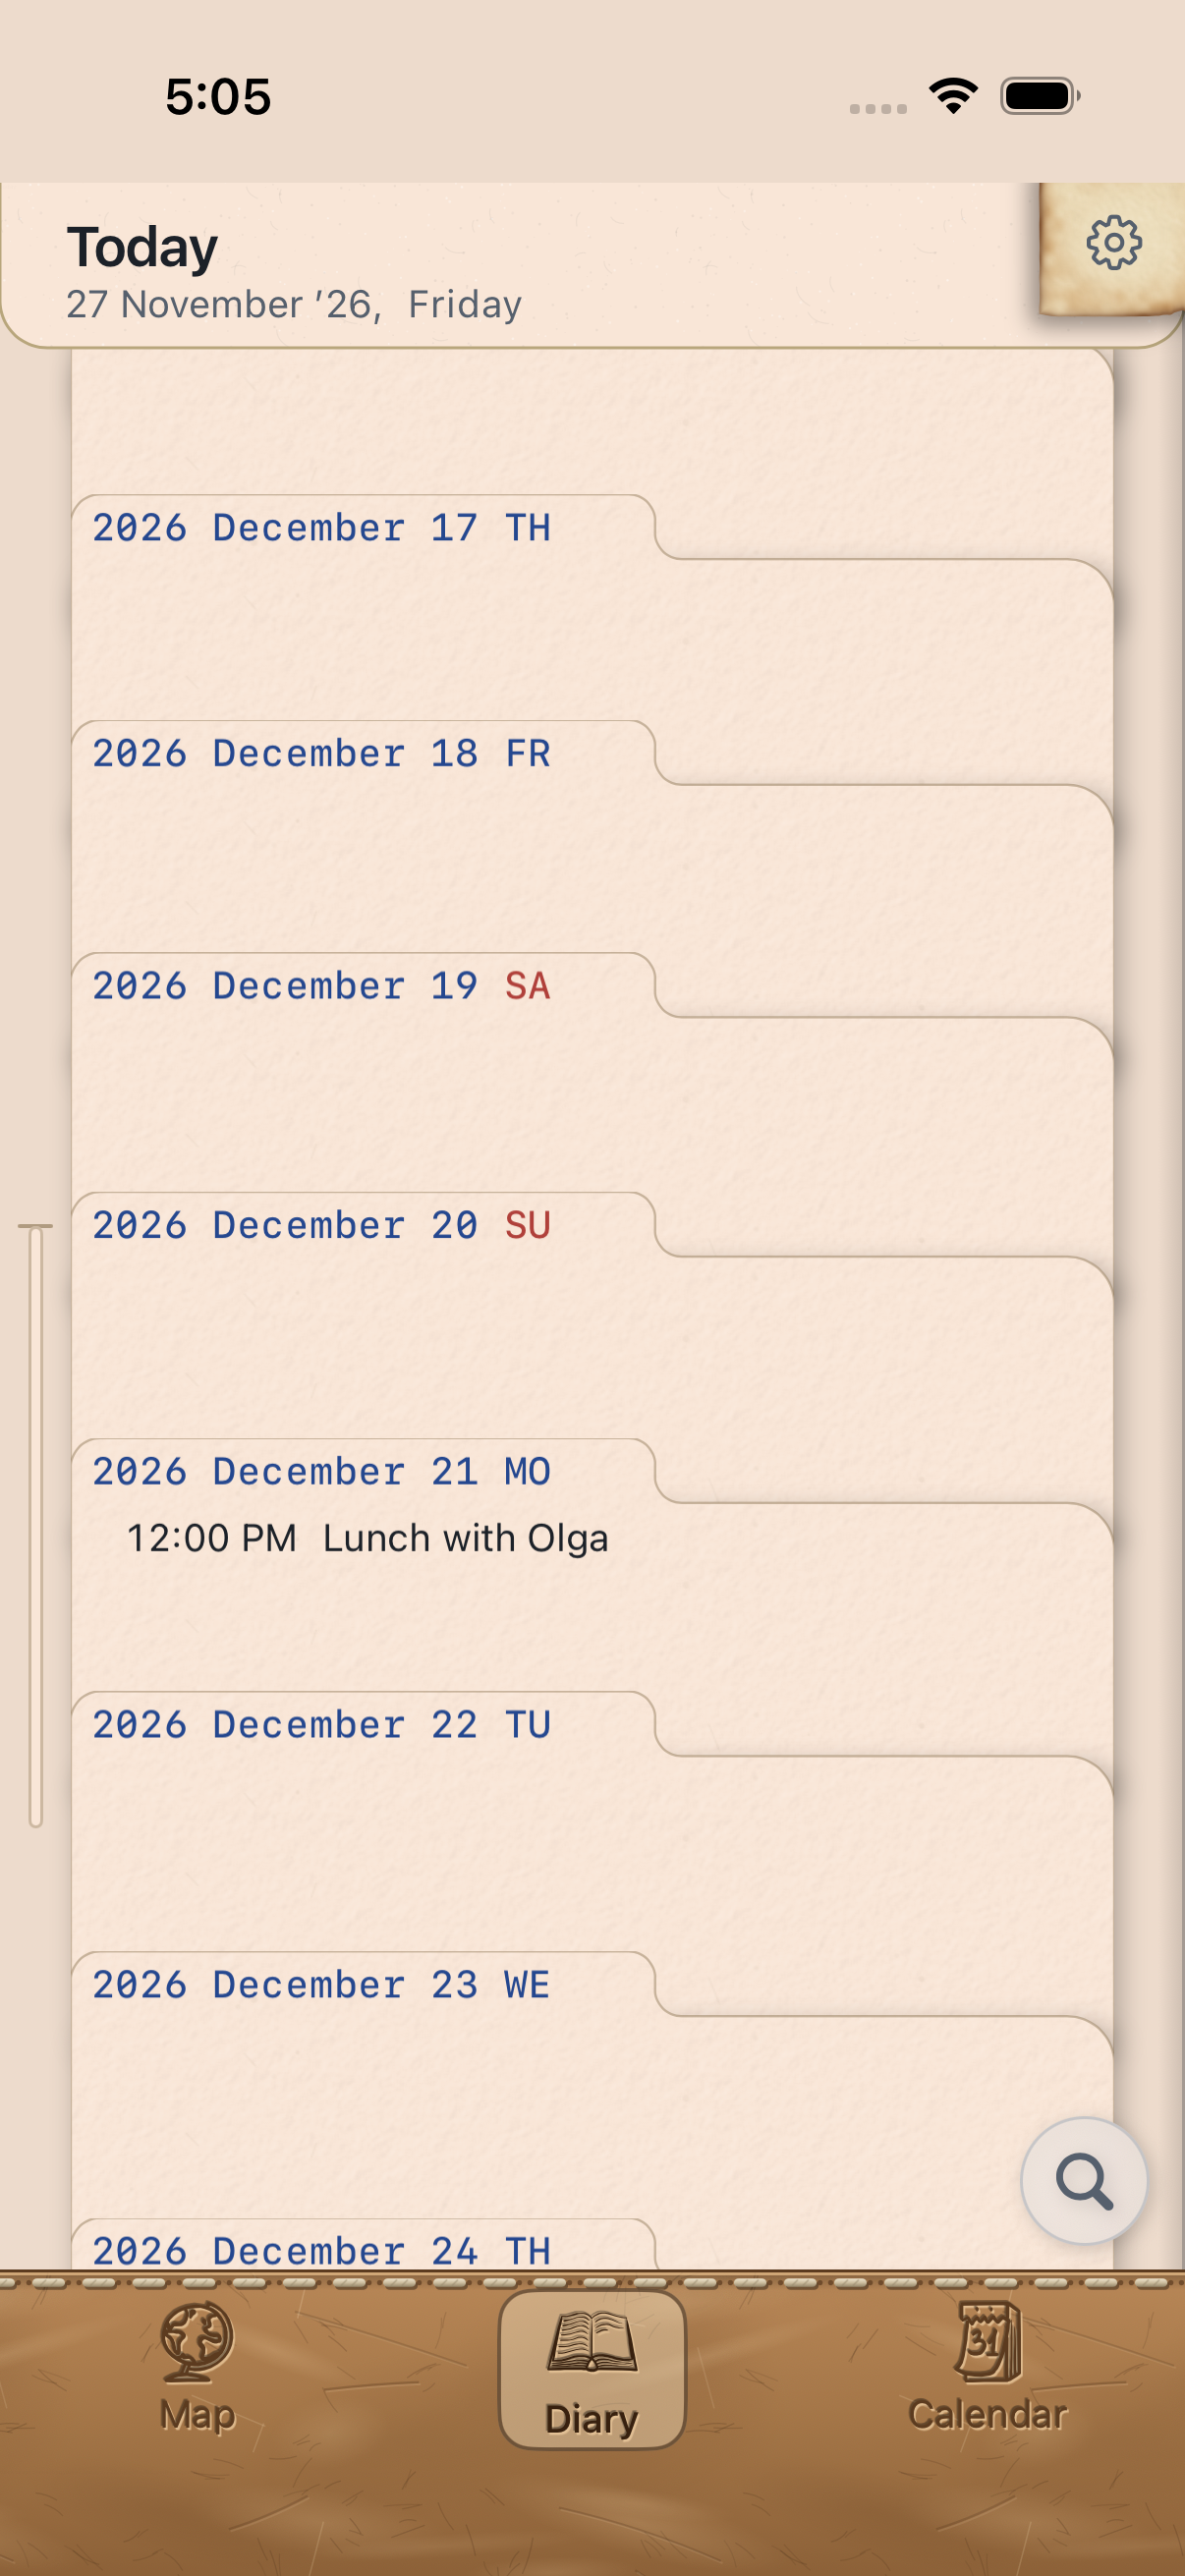 5:05
Today
27 November ’26, Friday
2026 December 17 TH
2026 December 18 FR
2026 December 19 SA
2026 December 20 SU
2026 December 21 MO
12:00 PM Lunch with Olga
2026 December 22 TU
2026 December 23 WE
2026 December 24 TH
31
Map
Diary
Calendar